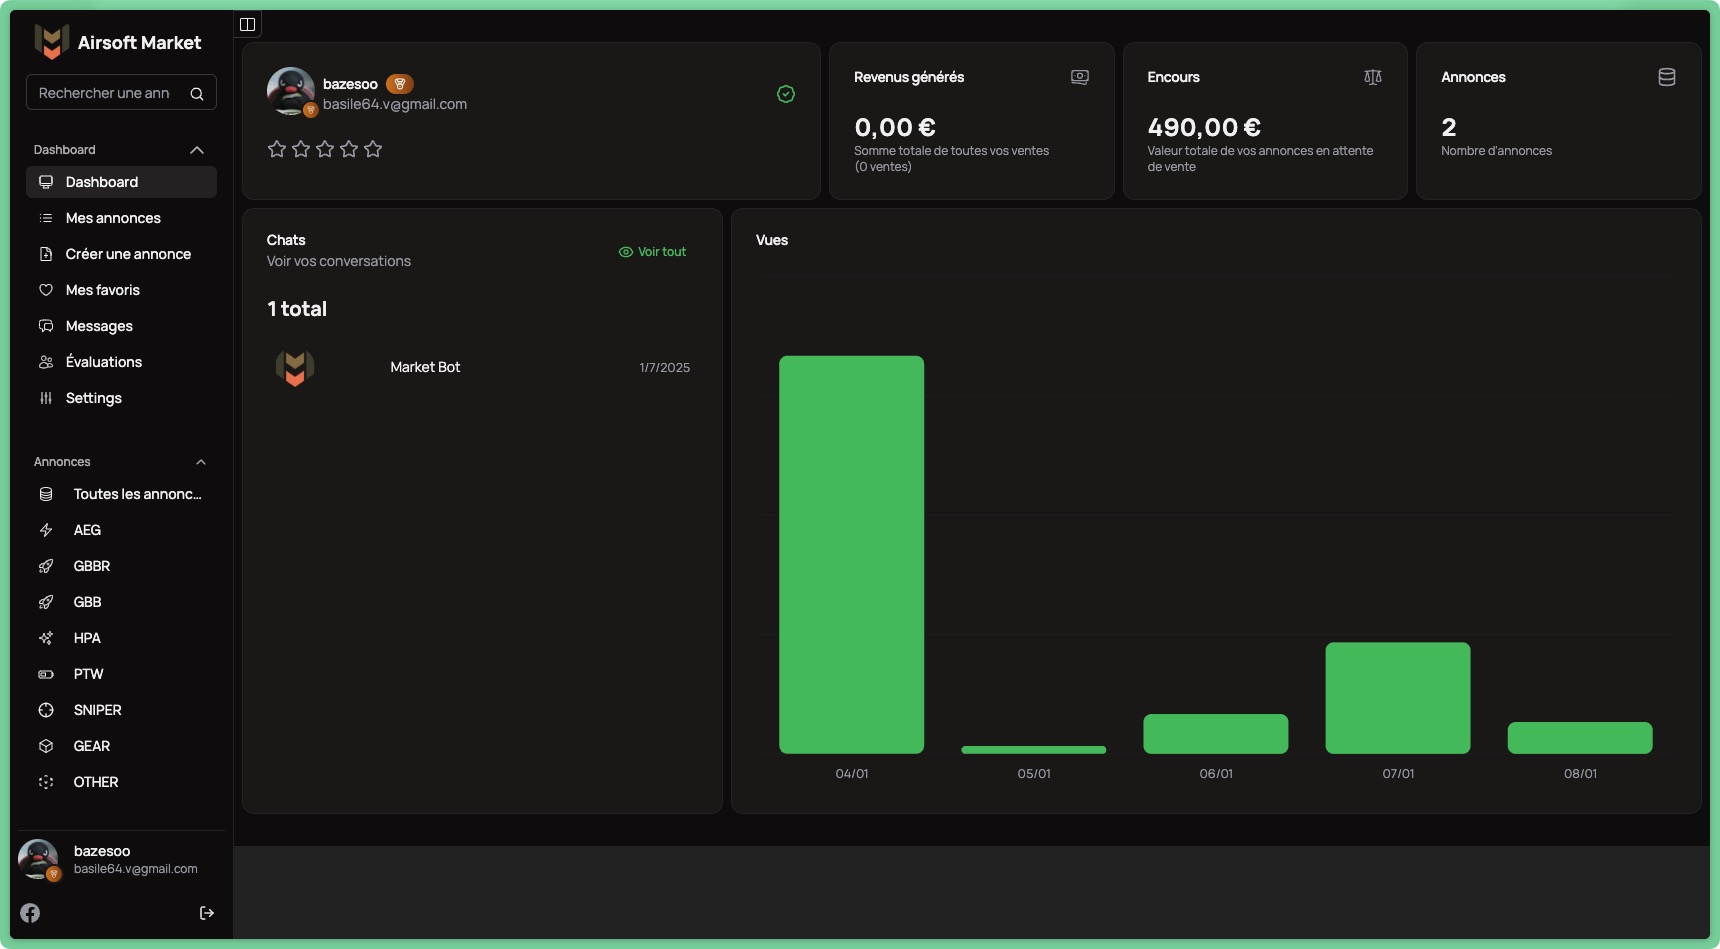 Airsoft Market
Rechercher une ann
Dashboard
Dashboard
Mes annonces
Créer une annonce
Mes favoris
Messages
Évaluations
Settings
Annonces
Toutes les annonc...
AEG
GBBR
GBB
HPA
PTW
SNIPER
GEAR
OTHER
bazesoo
basile64.v@gmail.com
bazesoo
basile64.v@gmail.com
Revenus générés
0,00 €
Somme totale de toutes vos ventes
(0 ventes)
Encours
490,00 €
Valeur totale de vos annonces en attente
de vente
Annonces
2
Nombre d'annonces
Chats
Voir vos conversations
Voir tout
1 total
Market Bot
1/7/2025
Vues
04/01
05/01
06/01
07/01
08/01